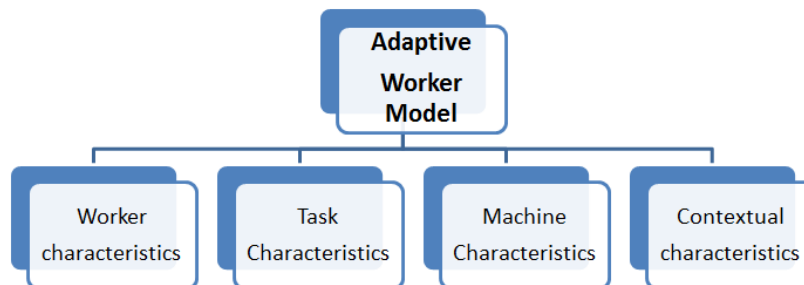 Adaptive
Worker
Model
Worker
characteristics
Task
Characteristics
Machine
Characteristics
Contextual
characteristics